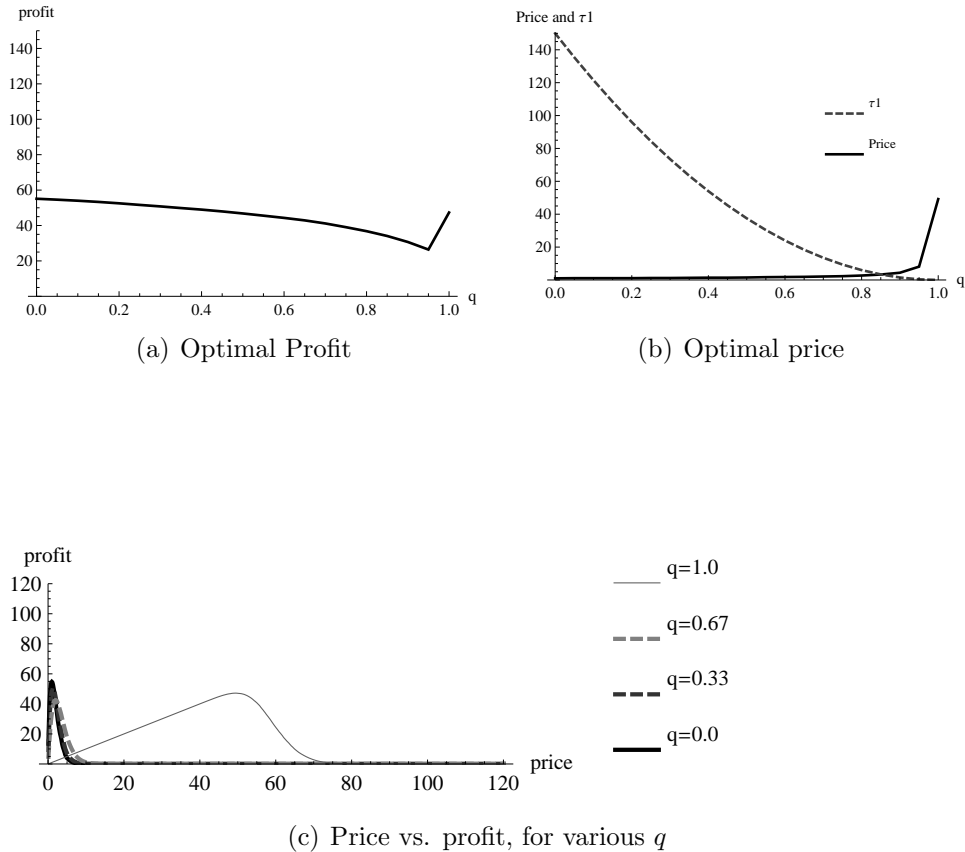 profit
140
120
100
80
60
40
20
0.0 0.2 0.4 0.6 0.8 1.0 q
(a) Optimal Profit
Price and τ1
140
120
100
80
60
40
20
0.0 0.2 0.4 0.6 0.8 1.0 q
τ1
Price
(b) Optimal price
profit
120
100
80
60
40
20
0 20 40 60 80 100 120 price
q=1.0
q=0.67
q=0.33
q=0.0
(c) Price vs. profit, for various q